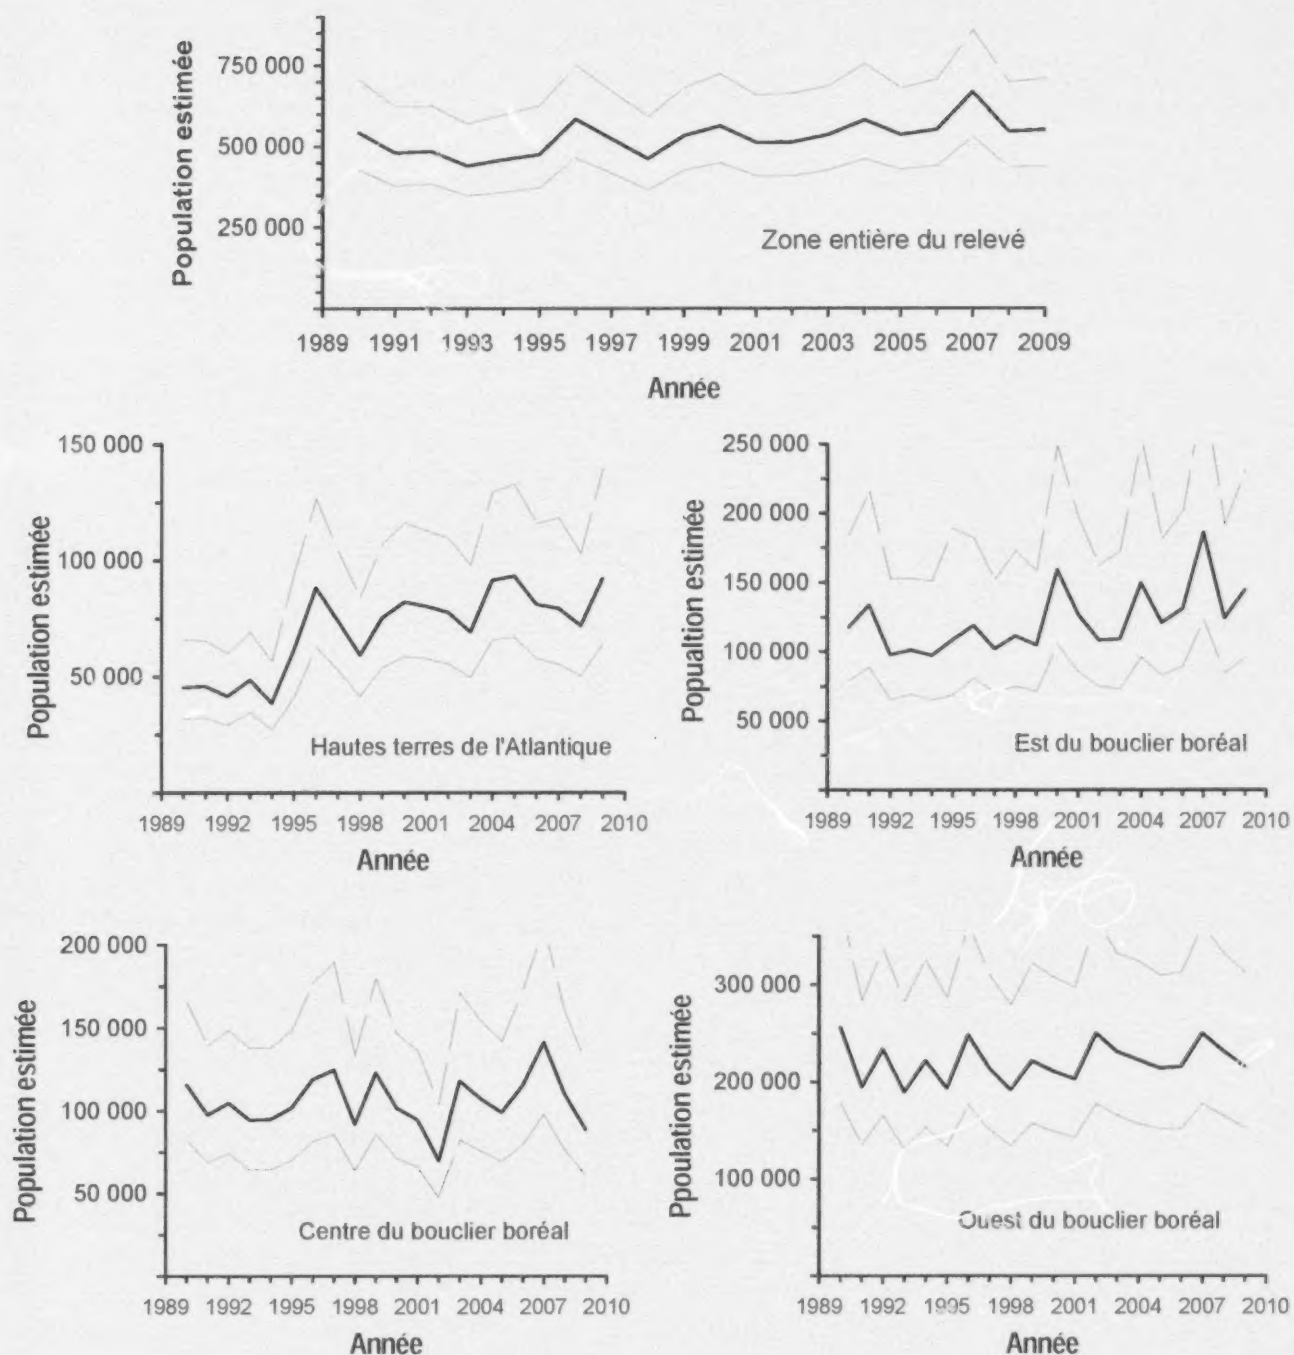 Population estimée
750 000
500 000
250 000
Zone entière du relevé
1989 1991 1993 1995 1997 1999 2001 2003 2005 2007 2009
Année
Population estimée
150 000
100 000
50 000
Hautes terres de l'Atlantique
1989 1992 1995 1998 2001 2004 2007 2010
Année
Popualtion estimée
250 000
200 000
150 000
100 000
50 000
Est du bouclier boréal
1989 1992 1995 1998 2001 2004 2007 2010
Année
Population estimée
200 000
150 000
100 000
50 000
Centre du bouclier boréal
1989 1992 1995 1998 2001 2004 2007 2010
Année
Ppoulation estimée
300 000
200 000
100 000
Ouest du bouclier boréal
1989 1992 1995 1998 2001 2004 2007 2010
Année